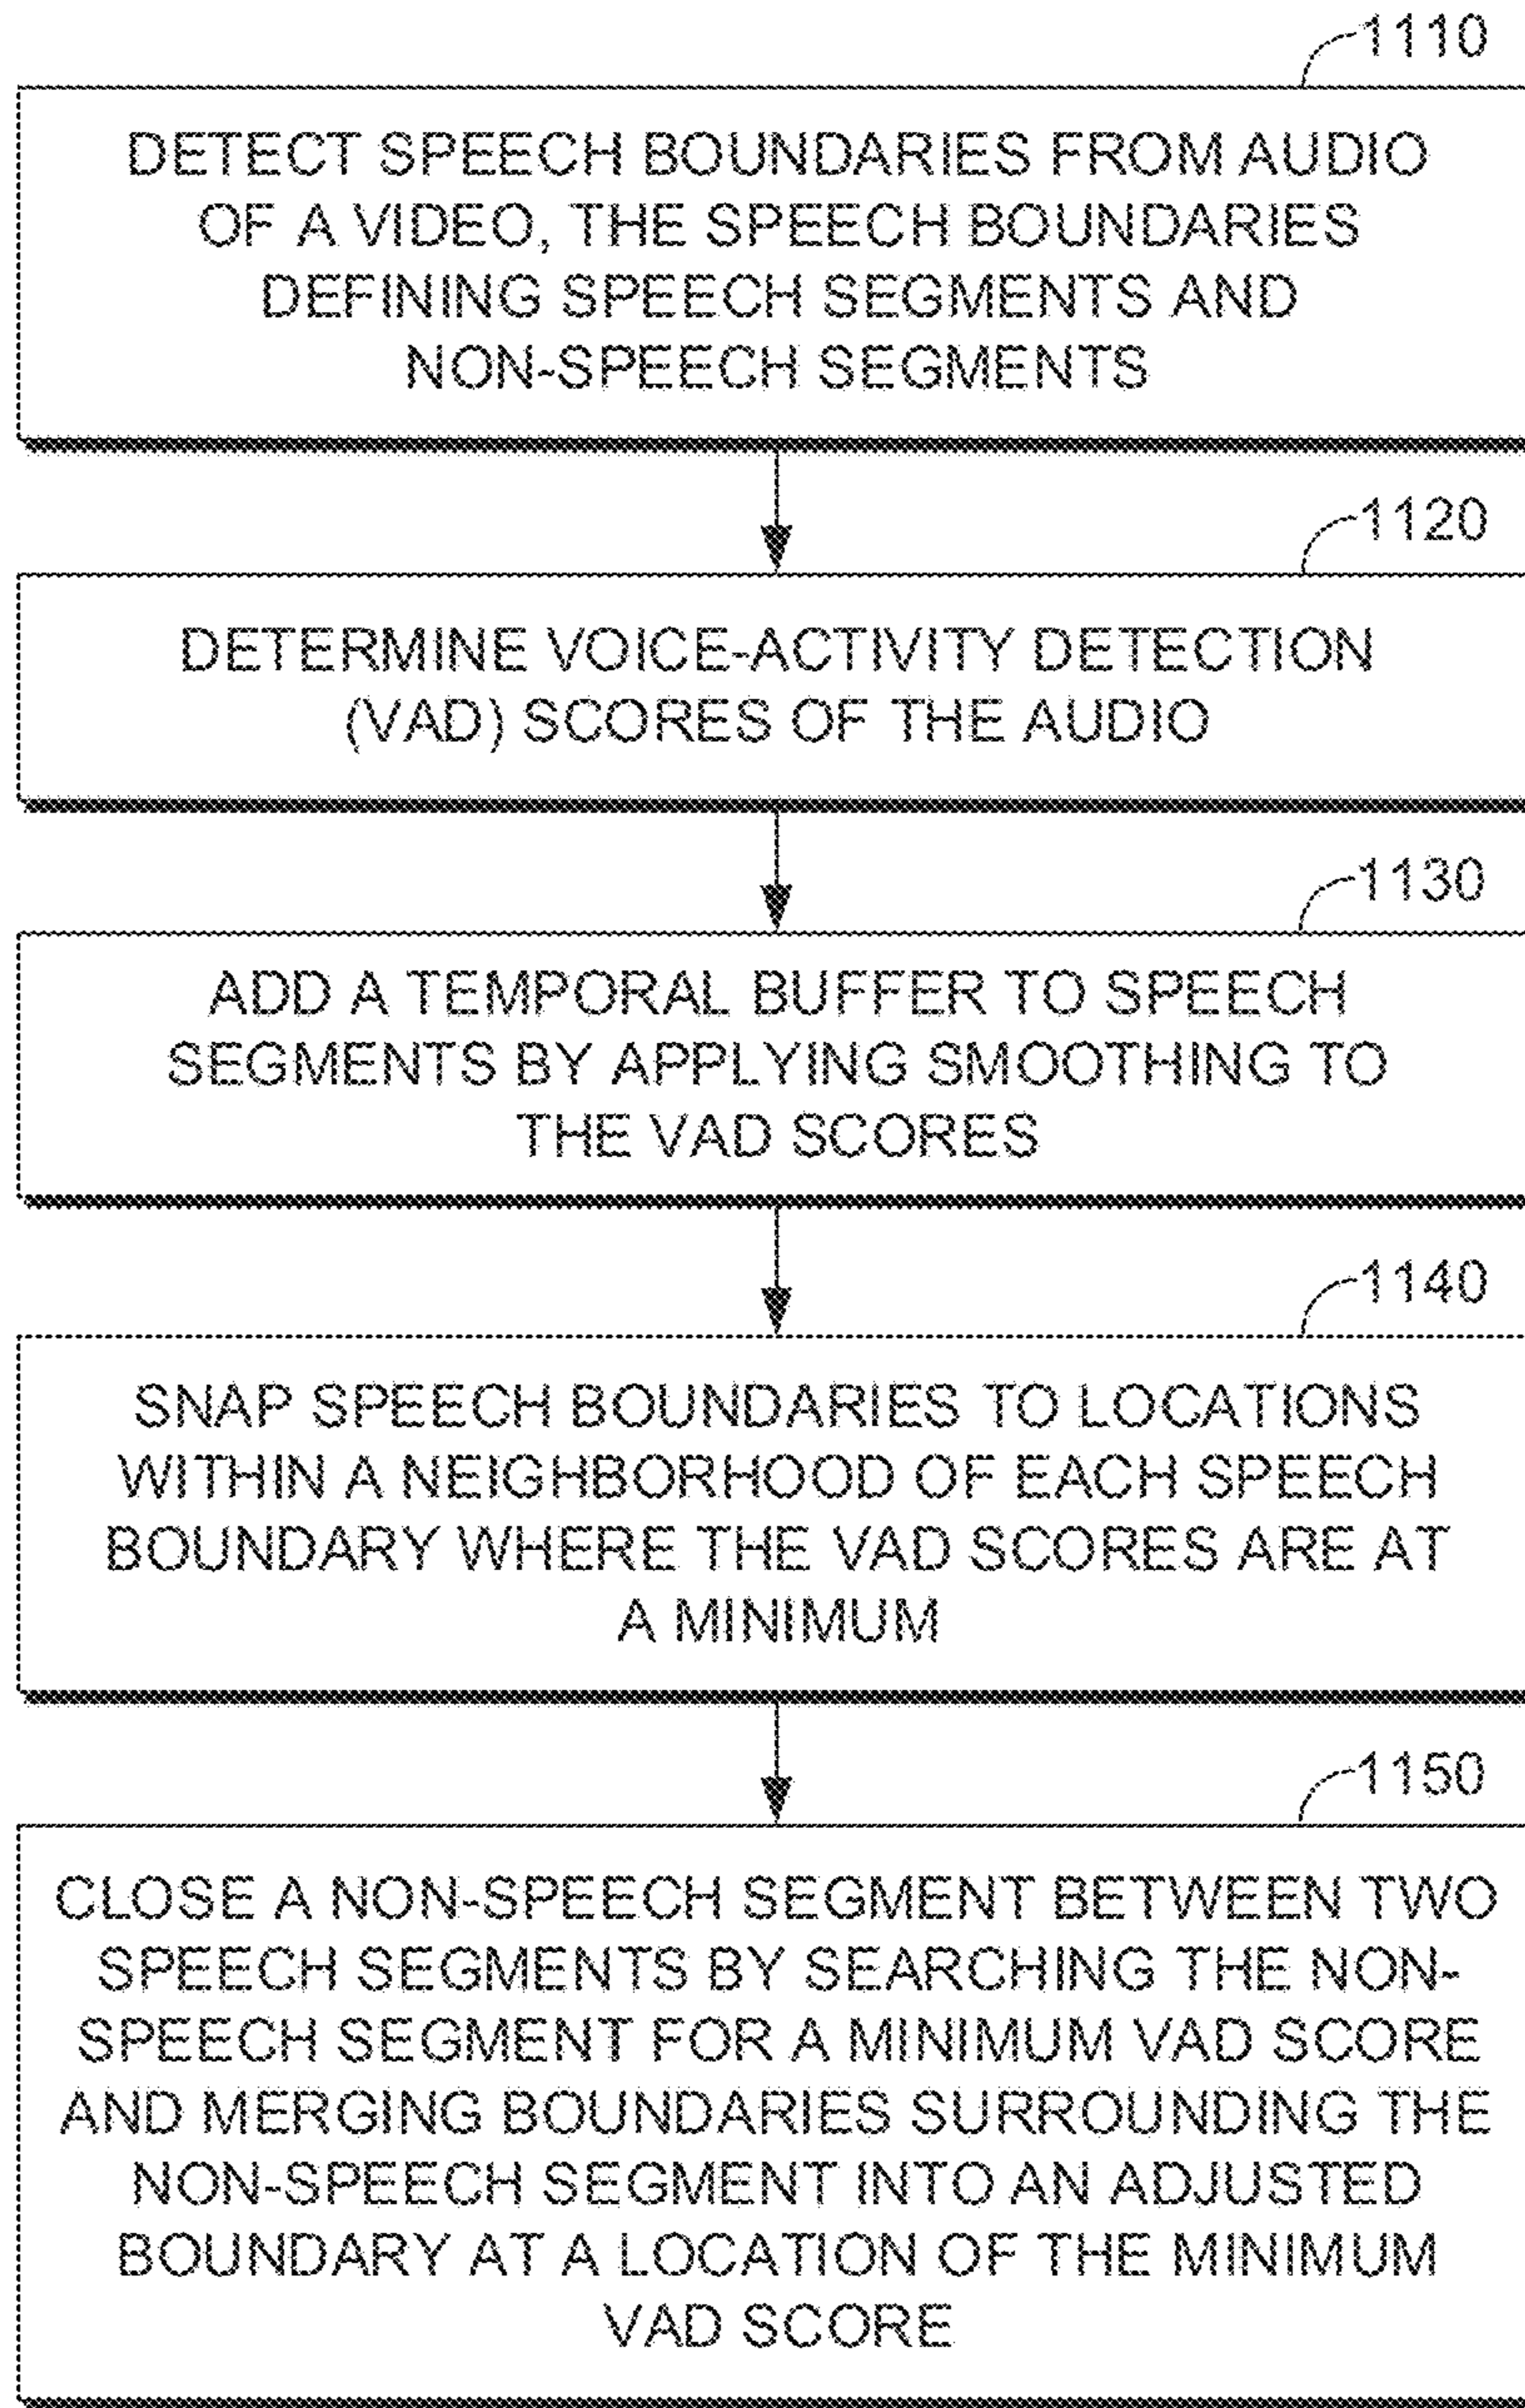 1110
DETECT SPEECH BOUNDARIES FROM AUDIO
OF A VIDEO, THE SPEECH BOUNDARIES
DEFINING SPEECH SEGMENTS AND
NON-SPEECH SEGMENTS
1120
DETERMINE VOICE-ACTIVITY DETECTION
(VAD) SCORES OF THE AUDIO
1130
ADD A TEMPORAL BUFFER TO SPEECH
SEGMENTS BY APPLYING SMOOTHING TO
THE VAD SCORES
1140
SNAP SPEECH BOUNDARIES TO LOCATIONS
WITHIN A NEIGHBORHOOD OF EACH SPEECH
BOUNDARY WHERE THE VAD SCORES ARE AT
A MINIMUM
1150
CLOSE A NON-SPEECH SEGMENT BETWEEN TWO
SPEECH SEGMENTS BY SEARCHING THE NON-
SPEECH SEGMENT FOR A MINIMUM VAD SCORE
AND MERGING BOUNDARIES SURROUNDING THE
NON-SPEECH SEGMENT INTO AN ADJUSTED
BOUNDARY AT A LOCATION OF THE MINIMUM
VAD SCORE